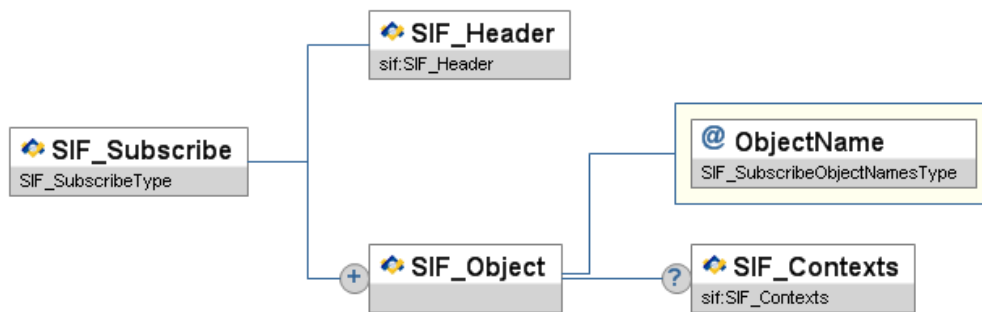 SIF_Header
sif:SIF_Header
SIF_Subscribe
SIF_SubscribeType
@ ObjectName
SIF_SubscribeObjectNamesType
+ SIF_Object
? SIF_Contexts
sif:SIF_Contexts